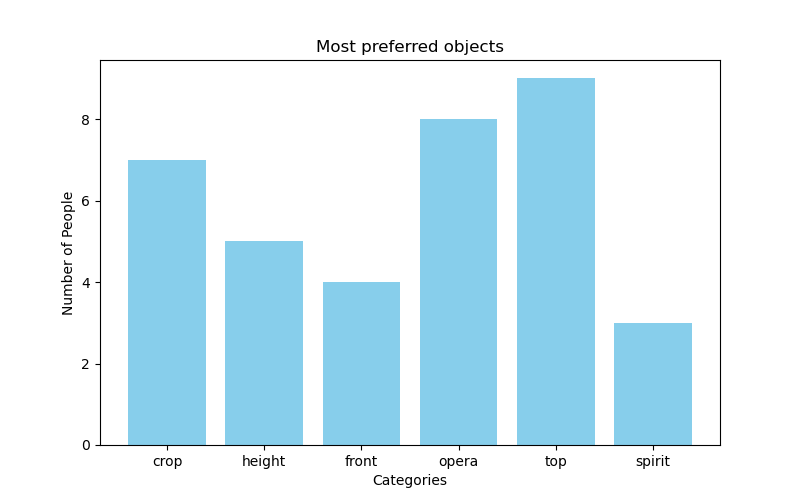 Most preferred objects
Number of People
8
6
4
2
0
crop height front opera top spirit
Categories